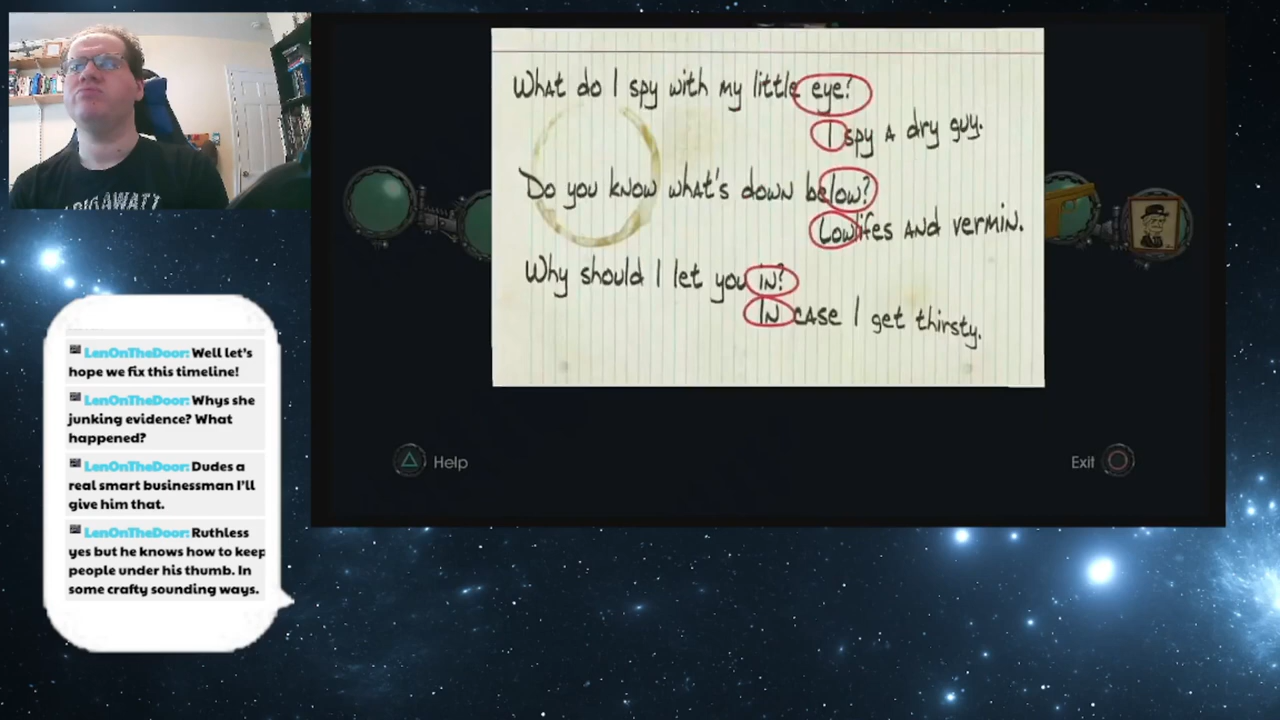 What do I spy with my little eye?
I spy a dry guy.
Do you know what's down below?
Lowlifes and vermin.
Why should I let you in?
In case I get thirsty.
Help
Exit
LenOnTheDoor: Well let's
hope we fix this timeline!
LenOnTheDoor: Whys she
junking evidence? What
happened?
LenOnTheDoor: Dudes a
real smart businessman I'll
give him that.
LenOnTheDoor: Ruthless
yes but he knows how to keep
people under his thumb. In
some crafty sounding ways.